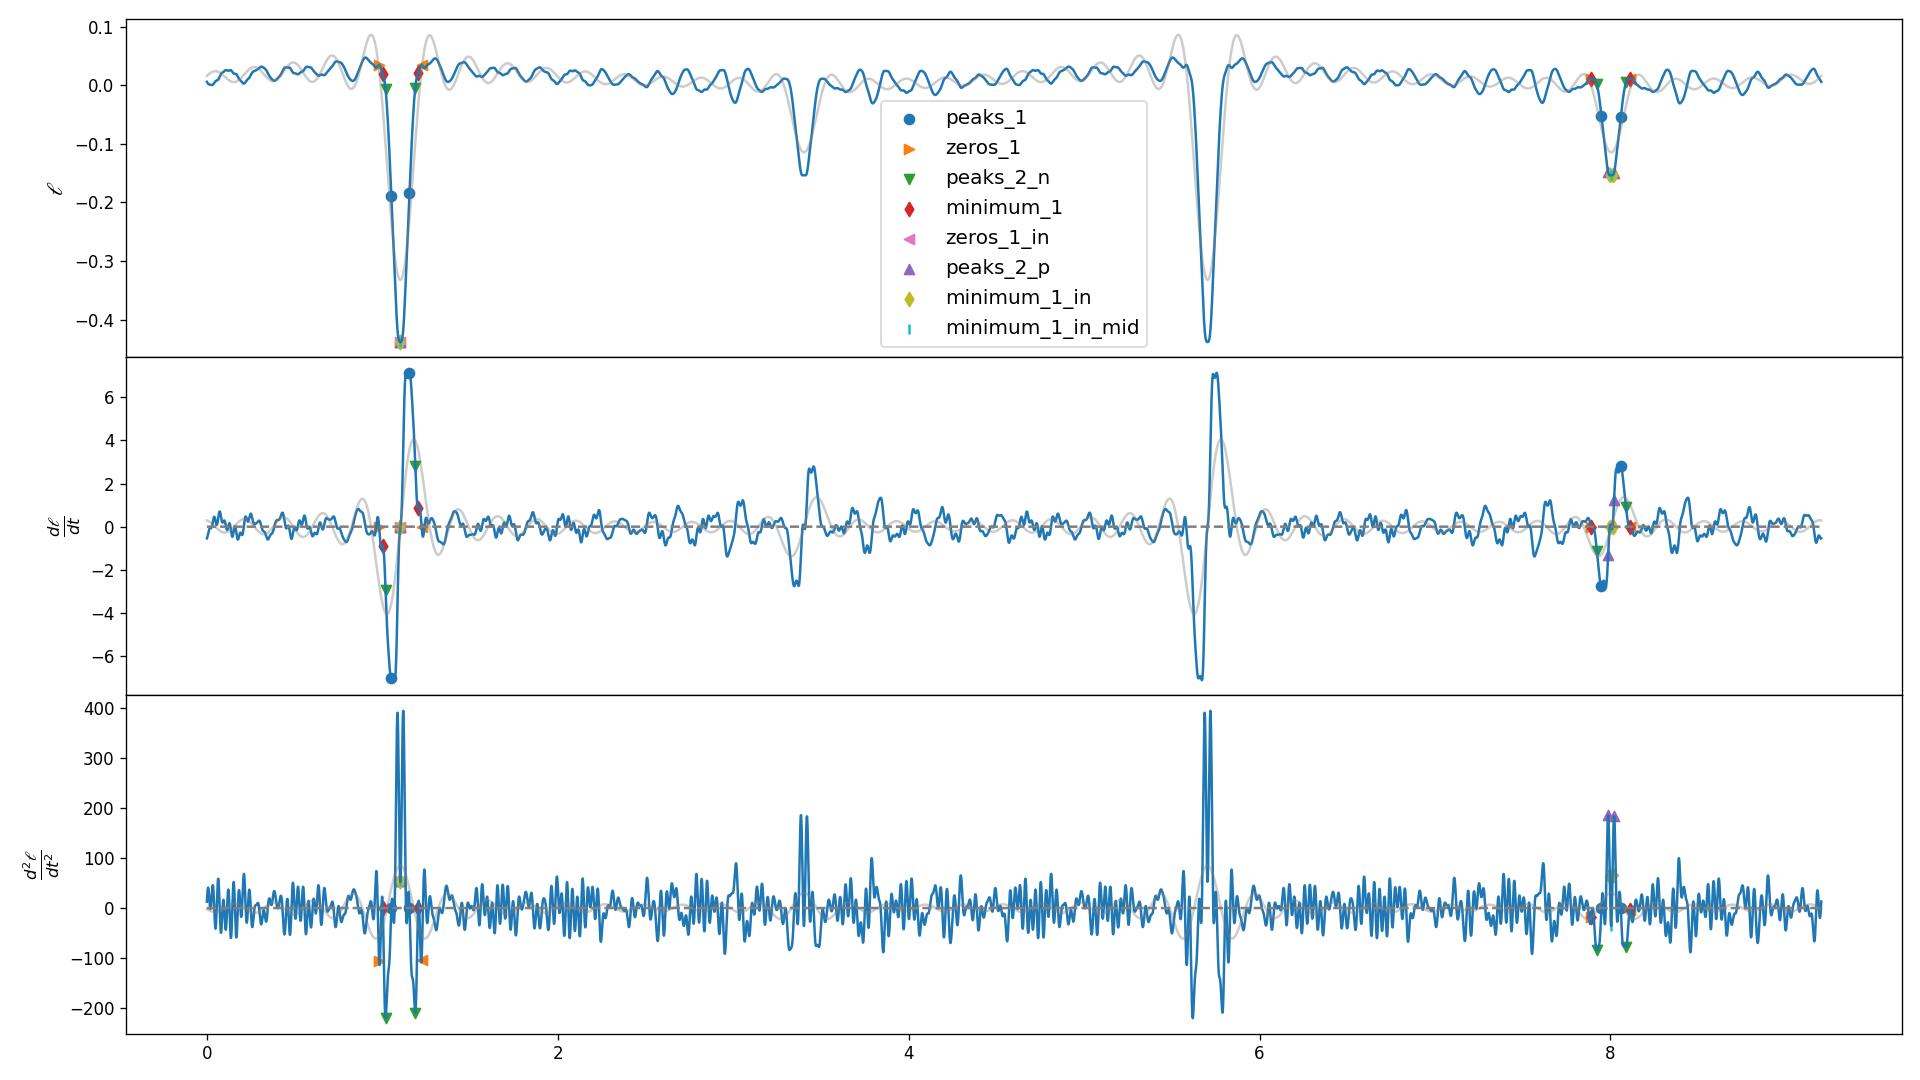 0.1
0.0
−0.1
−0.2
−0.3
−0.4
ℓ
peaks_1
zeros_1
peaks_2_n
minimum_1
zeros_1_in
peaks_2_p
minimum_1_in
minimum_1_in_mid
6
4
2
0
−2
−4
−6
dℓ/dt
400
300
200
100
0
−100
−200
d²ℓ/dt²
0 2 4 6 8